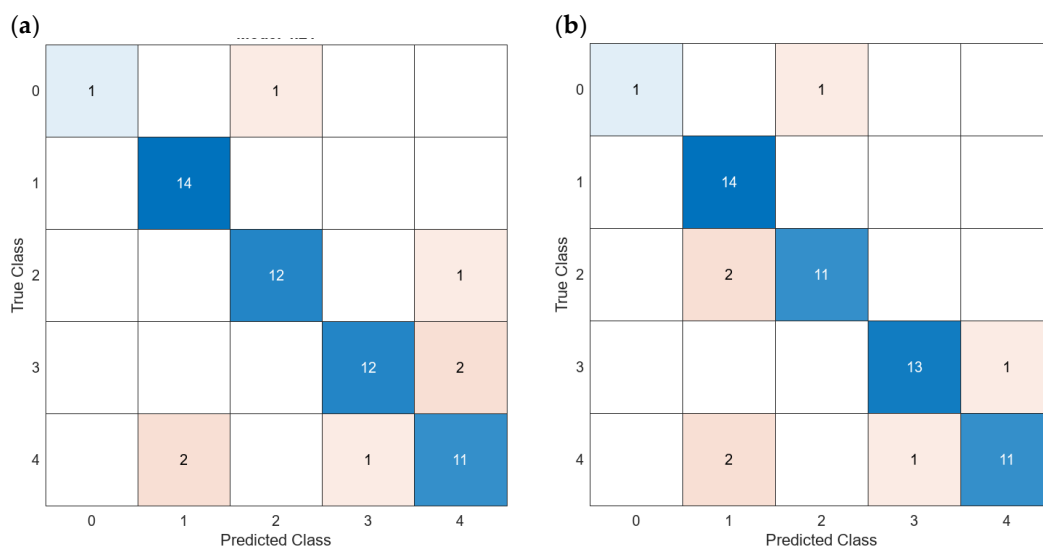 (a)
0 1 1
1 14
2 12 1
3 12 2
4 2 1 11
0 1 2 3 4
Predicted Class
True Class
(b)
0 1 1
1 14
2 2 11
3 13 1
4 2 1 11
0 1 2 3 4
Predicted Class
True Class